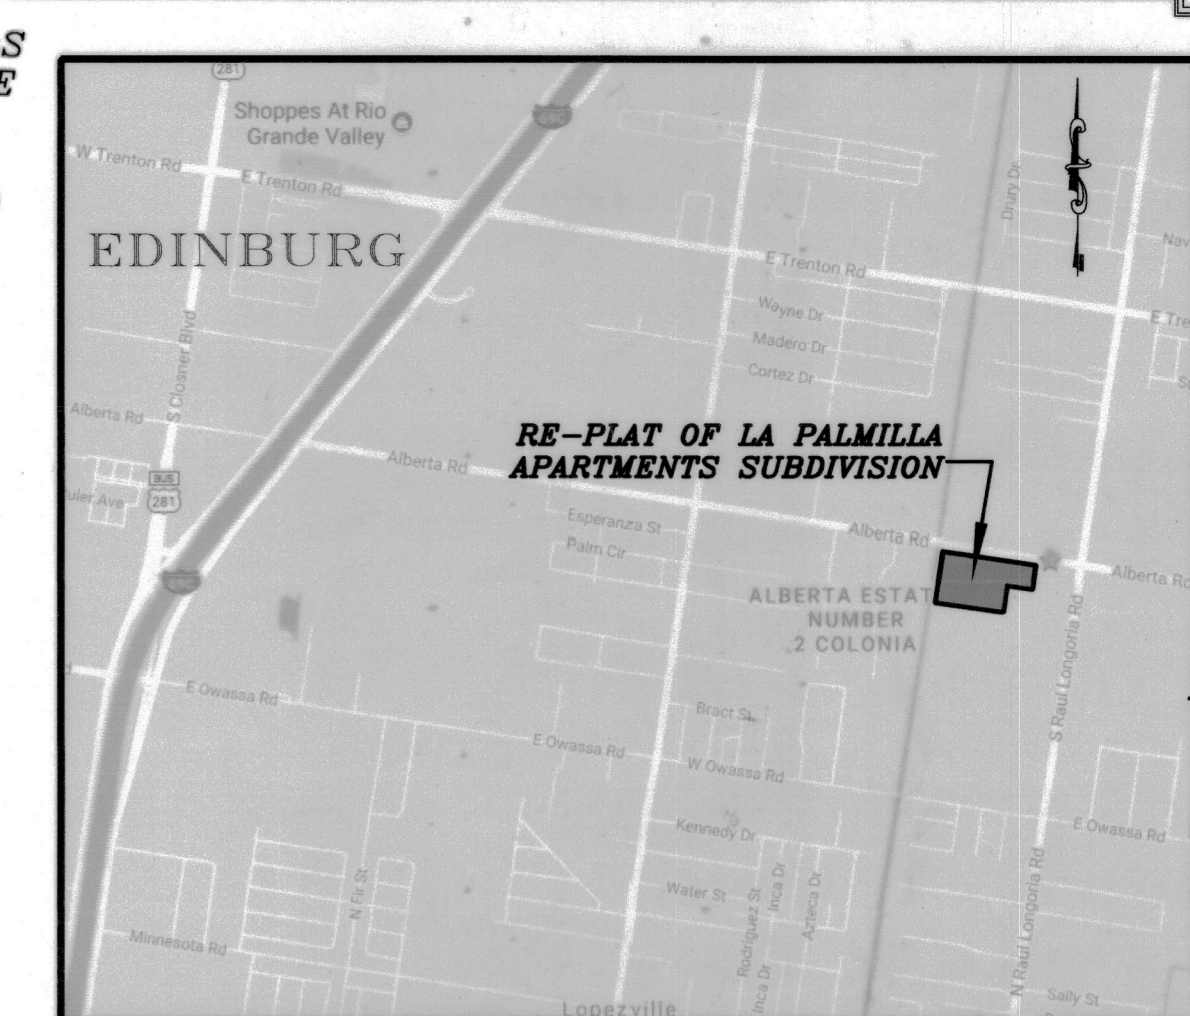 S
E
281
Shoppes At Rio
Grande Valley
W Trenton Rd
E Trenton Rd
Drury Dr
EDINBURG
E Trenton Rd
Wayne Dr
Madero Dr
Cortez Dr
S Closner Blvd
Alberta Rd
RE-PLAT OF LA PALMILLA
APARTMENTS SUBDIVISION
Alberta Rd
BUS
281
Esperanza St
Palm Cir
Alberta Rd
Alberta Rd
ALBERTA ESTAT
NUMBER
2 COLONIA
S Raul Longoria Rd
E Owassa Rd
Bract St
E Owassa Rd
W Owassa Rd
Kennedy Dr
E Owassa Rd
N Fir St
Water St
Rodriguez St
Inca Dr
Azteca Dr
N Raul Longoria Rd
Minnesota Rd
Inca Dr
Sally St
Lopezville